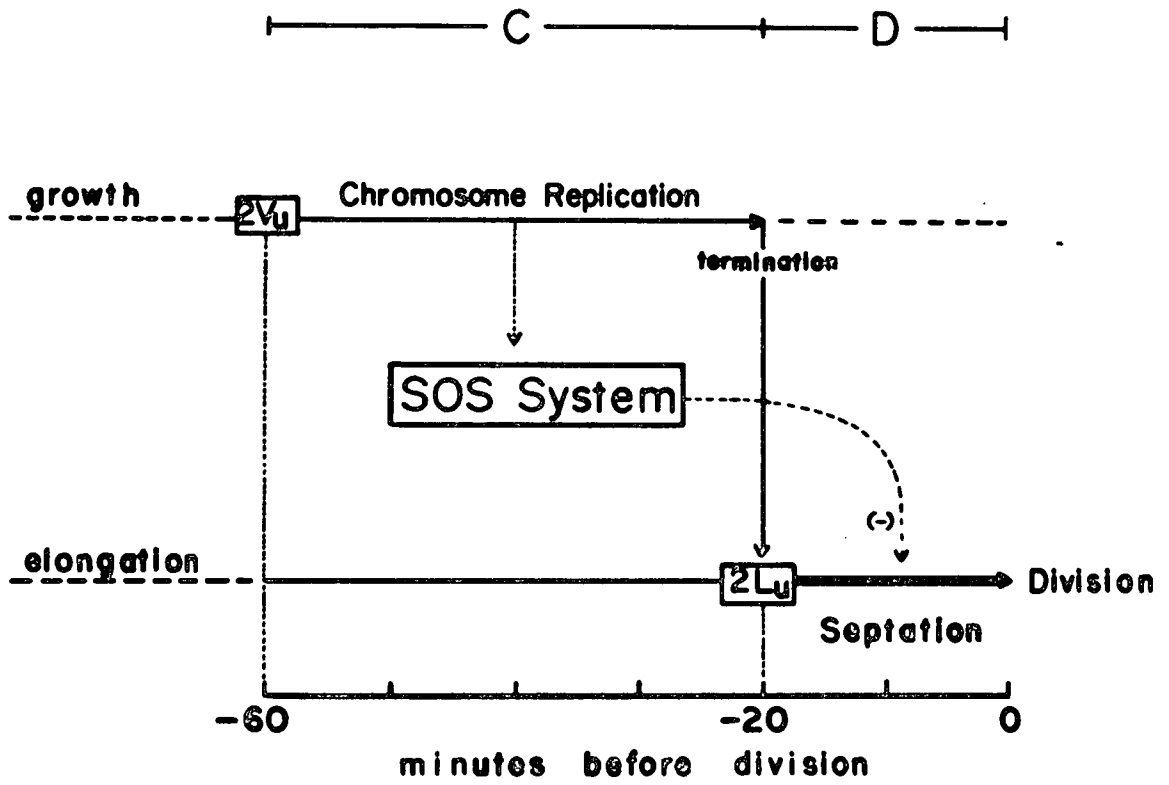 C D
growth Chromosome Replication
2Vu
termination
SOS System
(-)
elongation
2Lu Division
Septation
-60 -20 0
minutes before division